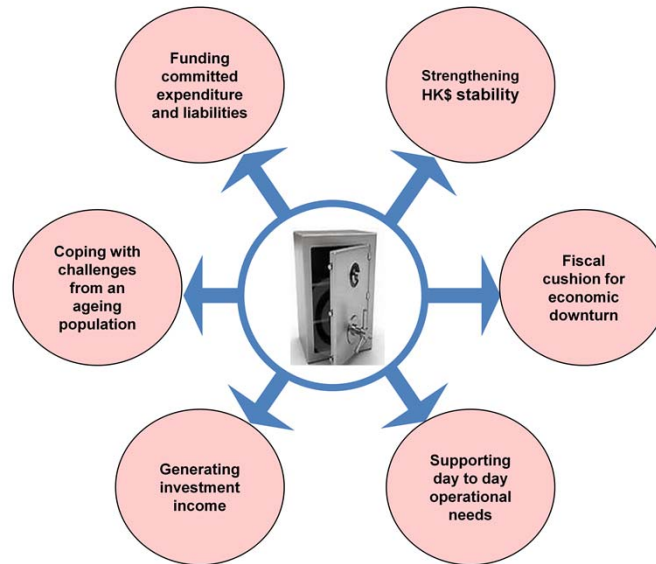 Funding
committed
expenditure
and liabilities
Strengthening
HK$ stability
Coping with
challenges
from an
ageing
population
Fiscal
cushion for
economic
downturn
Generating
investment
income
Supporting
day to day
operational
needs